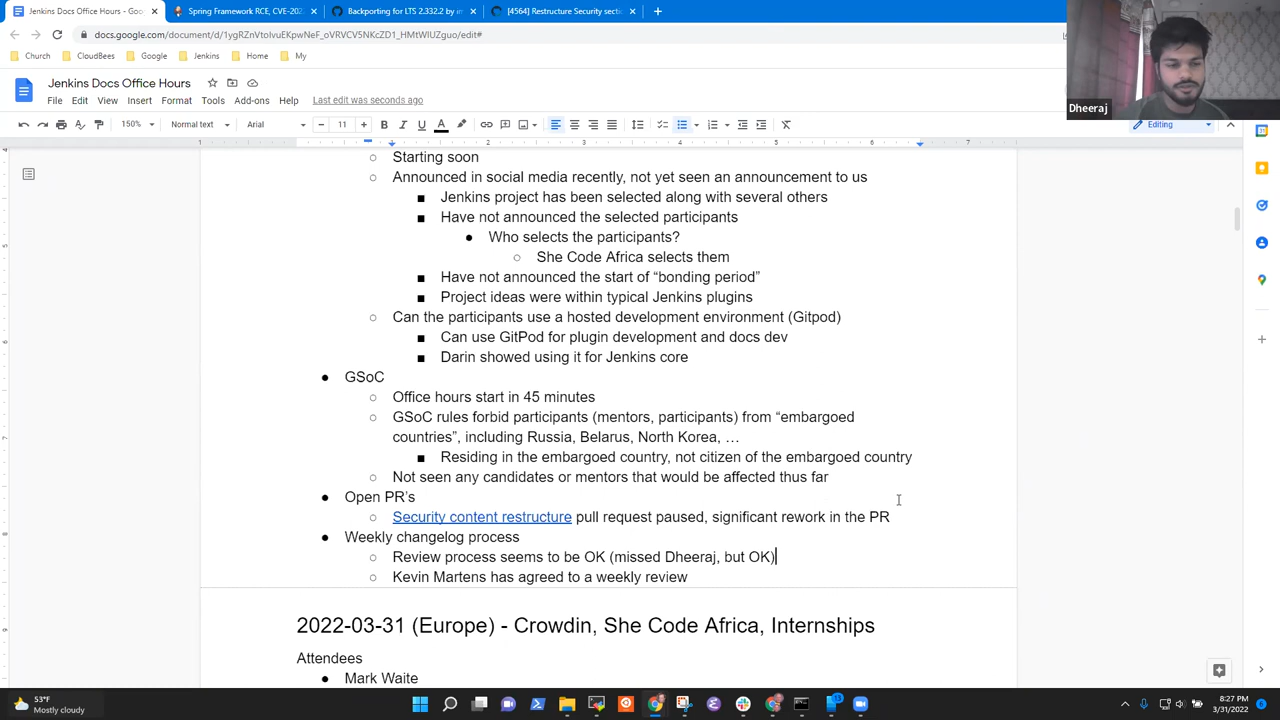 Jenkins Docs Office Hours - Goo
Spring Framework RCE, CVE-202
Backporting for LTS 2.332.2 by im
[4564] Restructure Security secti
docs.google.com/document/d/1ygRZnVtoIvuEKpwNeF_oVRVCV5NKcZD1_HMtWIUZguo/edit#
Church
CloudBees
Google
Jenkins
Home
My
Dheeraj
Jenkins Docs Office Hours
File Edit View Insert Format Tools Add-ons Help Last edit was seconds ago
150% Normal text Arial 11 Editing
1 1 2 3 4 5 6 7
Starting soon
Announced in social media recently, not yet seen an announcement to us
Jenkins project has been selected along with several others
Have not announced the selected participants
Who selects the participants?
She Code Africa selects them
Have not announced the start of “bonding period”
Project ideas were within typical Jenkins plugins
Can the participants use a hosted development environment (Gitpod)
Can use GitPod for plugin development and docs dev
Darin showed using it for Jenkins core
GSoC
Office hours start in 45 minutes
GSoC rules forbid participants (mentors, participants) from “embargoed
countries”, including Russia, Belarus, North Korea, …
Residing in the embargoed country, not citizen of the embargoed country
Not seen any candidates or mentors that would be affected thus far
Open PR's
Security content restructure pull request paused, significant rework in the PR
Weekly changelog process
Review process seems to be OK (missed Dheeraj, but OK)
Kevin Martens has agreed to a weekly review
2022-03-31 (Europe) - Crowdin, She Code Africa, Internships
Attendees
Mark Waite
53°F
Mostly cloudy
8:27 PM
3/31/2022